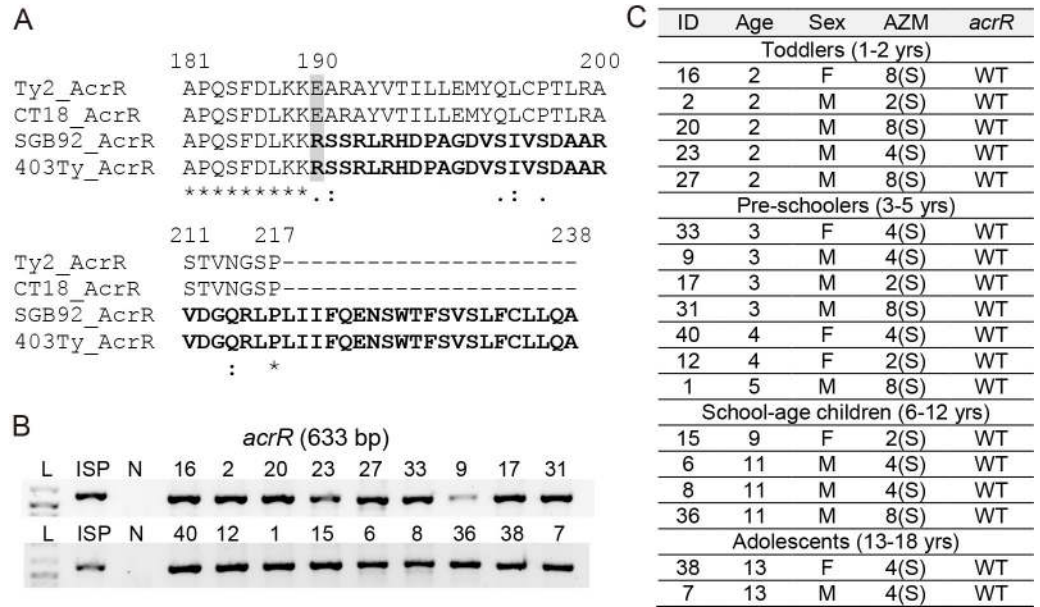 A
181 190 200
Ty2_AcrR APQSFDLKKEARAYVTILLEMYQLCPTLRA
CT18_AcrR APQSFDLKKEARAYVTILLEMYQLCPTLRA
SGB92_AcrR APQSFDLKKRSSRLRHDPAGDVSIVSDAAR
403Ty_AcrR APQSFDLKKRSSRLRHDPAGDVSIVSDAAR
*********.: .: .
211 217 238
Ty2_AcrR STVNGSP---------------------
CT18_AcrR STVNGSP---------------------
SGB92_AcrR VDGQRLPLIIFQENSWTFSVSLFCLLQA
403Ty_AcrR VDGQRLPLIIFQENSWTFSVSLFCLLQA
: *
B
acrR (633 bp)
L ISP N 16 2 20 23 27 33 9 17 31
L ISP N 40 12 1 15 6 8 36 38 7
C
ID Age Sex AZM acrR
Toddlers (1-2 yrs)
16 2 F 8(S) WT
2 2 M 2(S) WT
20 2 M 8(S) WT
23 2 M 4(S) WT
27 2 M 8(S) WT
Pre-schoolers (3-5 yrs)
33 3 F 4(S) WT
9 3 M 4(S) WT
17 3 M 2(S) WT
31 3 M 8(S) WT
40 4 F 4(S) WT
12 4 F 2(S) WT
1 5 M 8(S) WT
School-age children (6-12 yrs)
15 9 F 2(S) WT
6 11 M 4(S) WT
8 11 M 4(S) WT
36 11 M 8(S) WT
Adolescents (13-18 yrs)
38 13 F 4(S) WT
7 13 M 4(S) WT